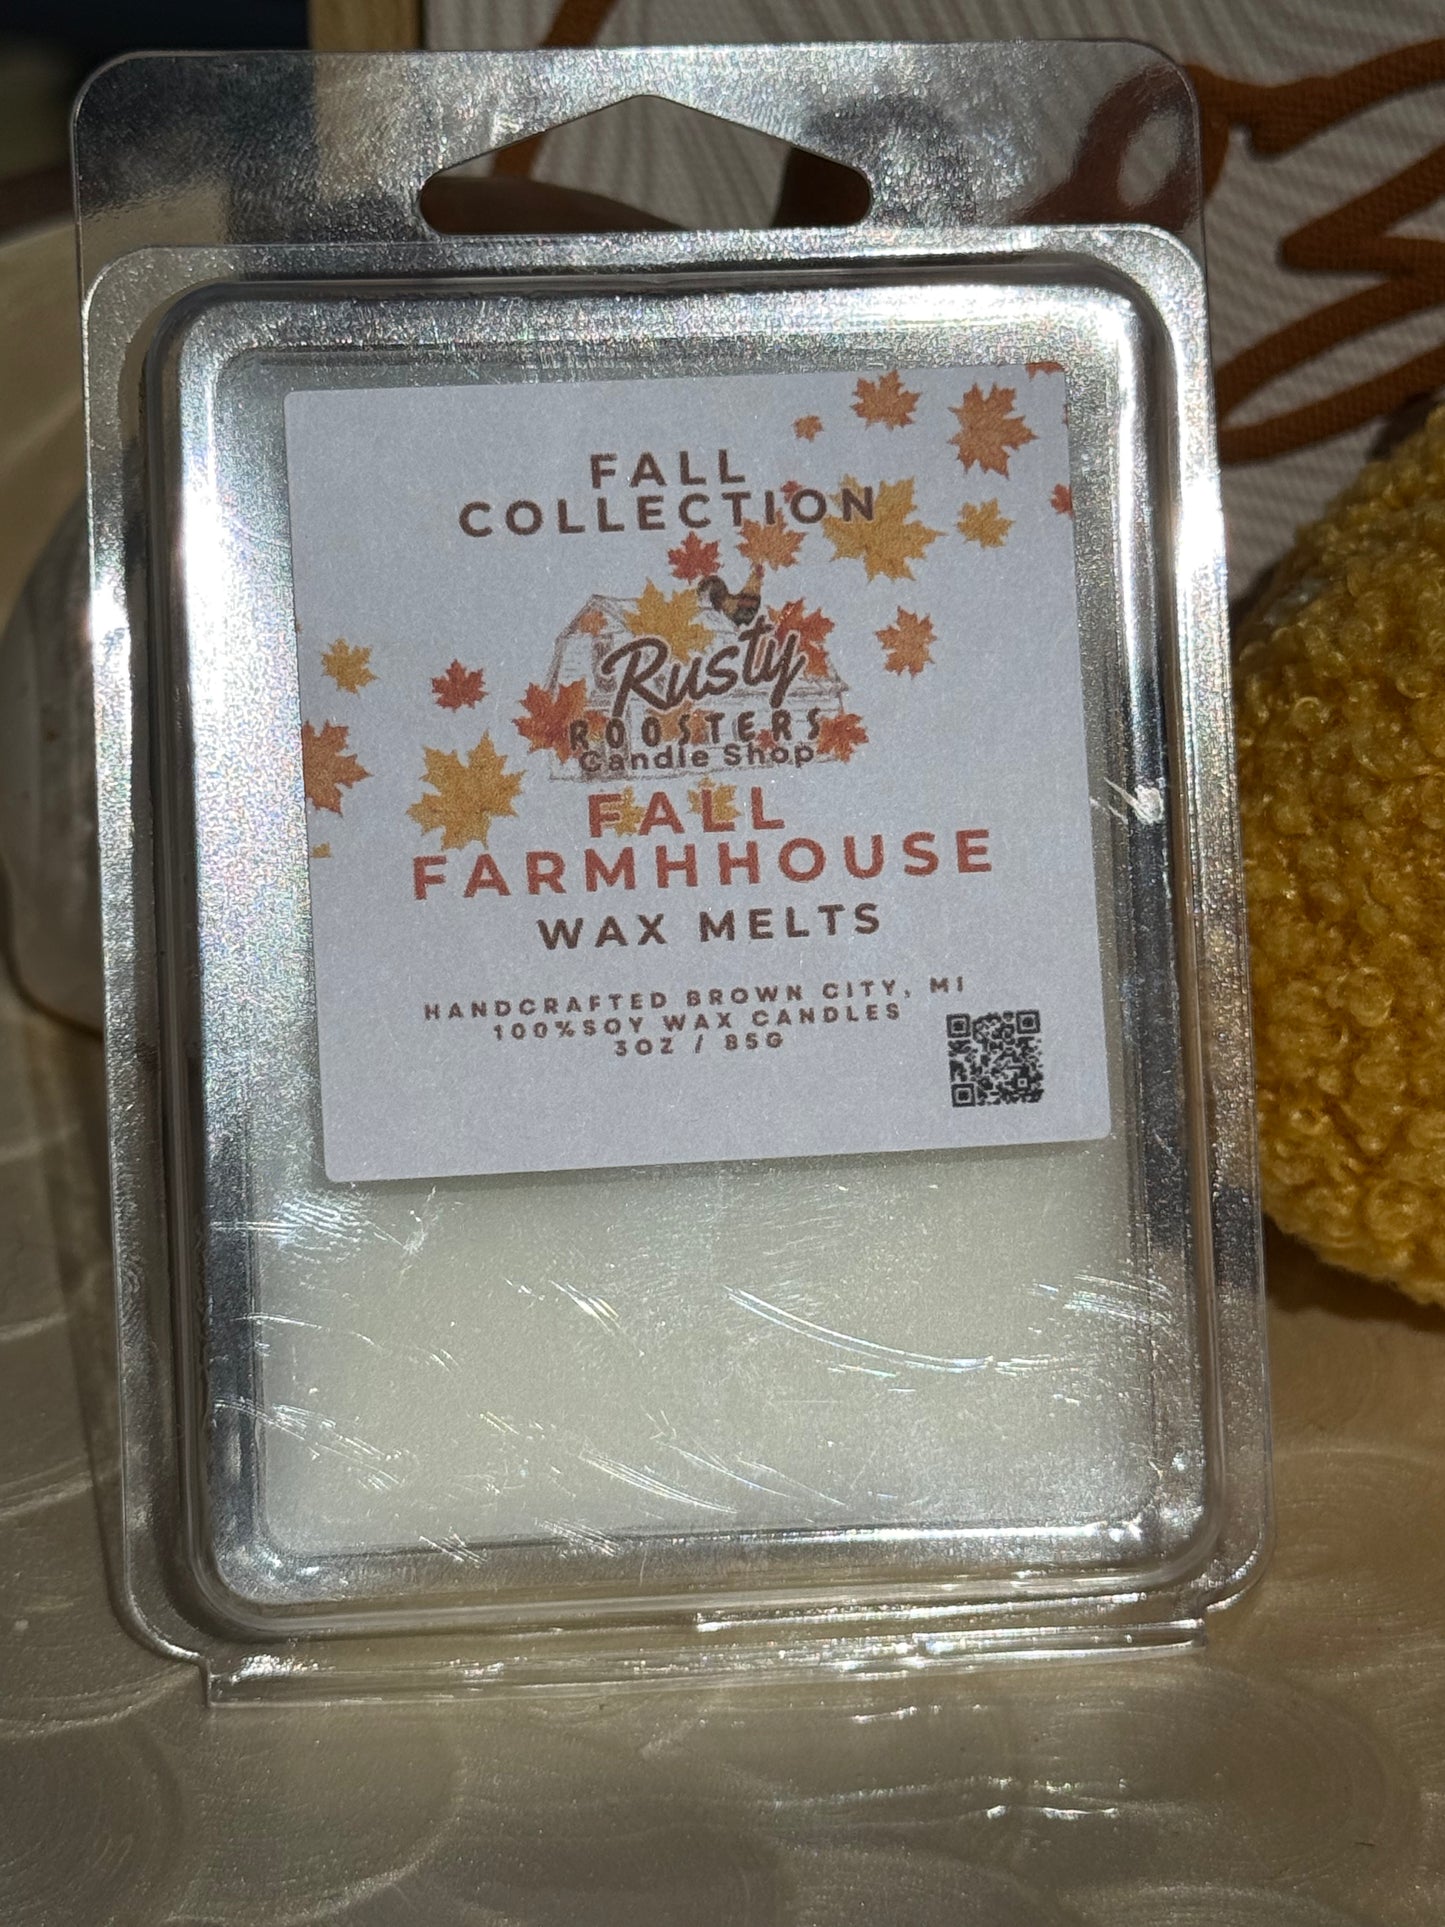 FALL
COLLECTION
Rusty
ROOSTERS
Candle Shop
FALL
FARMHHOUSE
WAX MELTS
HANDCRAFTED BROWN CITY, MI
100%SOY WAX CANDLES
3OZ / 85G